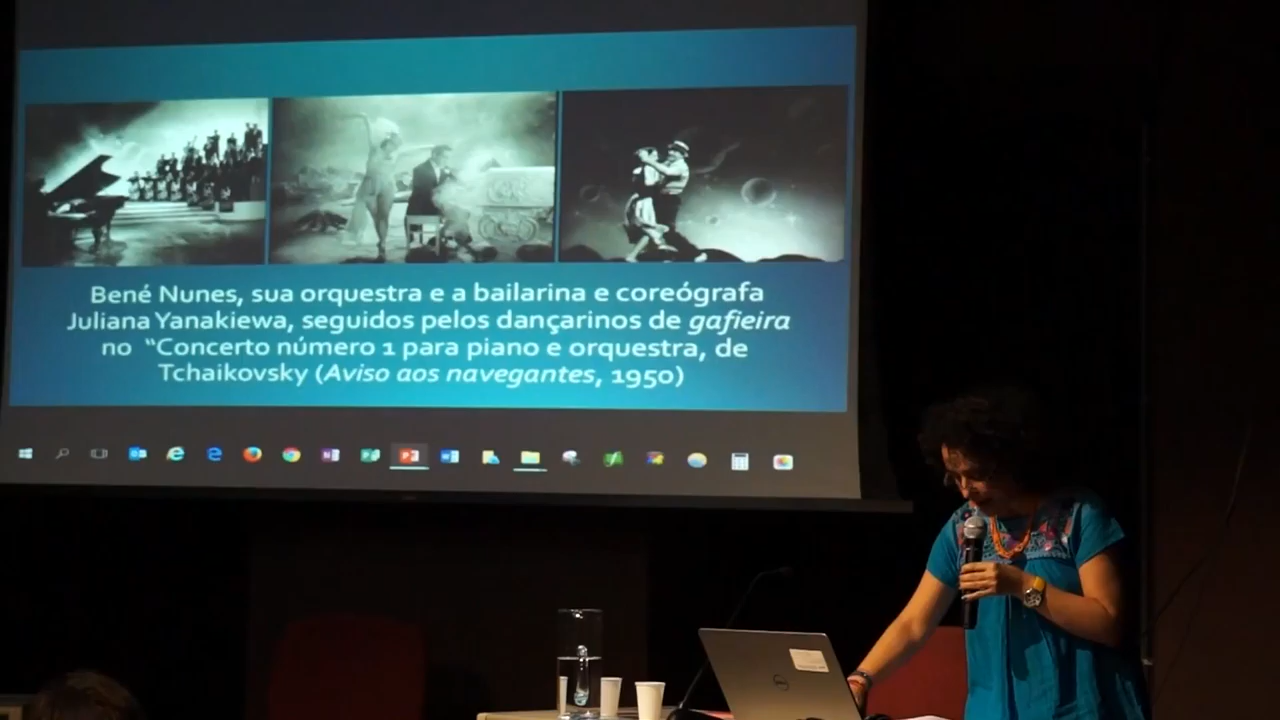 Bené Nunes, sua orquestra e a bailarina e coreógrafa
Juliana Yanakiewa, seguidos pelos dançarinos de gafieira
no “Concerto número 1 para piano e orquestra, de
Tchaikovsky (Aviso aos navegantes, 1950)